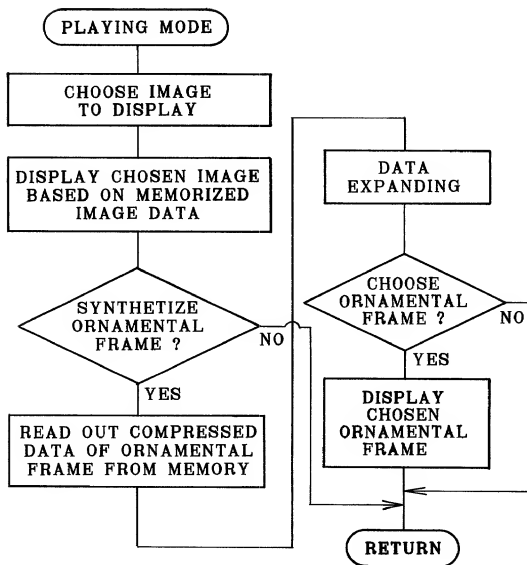 PLAYING MODE
CHOOSE IMAGE
TO DISPLAY
DISPLAY CHOSEN IMAGE
BASED ON MEMORIZED
IMAGE DATA
SYNTHETIZE
ORNAMENTAL
FRAME ?
NO
YES
READ OUT COMPRESSED
DATA OF ORNAMENTAL
FRAME FROM MEMORY
DATA
EXPANDING
CHOOSE
ORNAMENTAL
FRAME ?
NO
YES
DISPLAY
CHOSEN
ORNAMENTAL
FRAME
RETURN